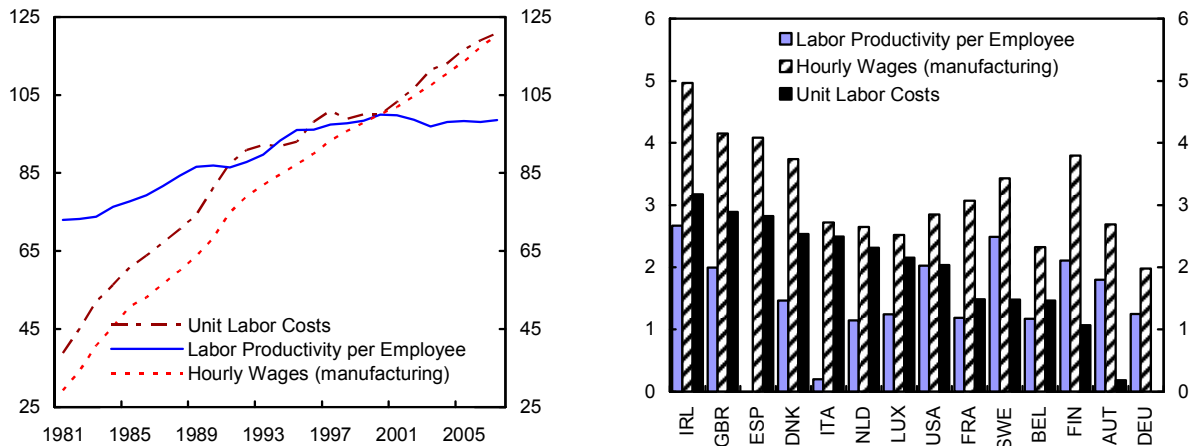 125
105
85
65
45
25
125
105
85
65
45
25
Unit Labor Costs
Labor Productivity per Employee
Hourly Wages (manufacturing)
1981 1985 1989 1993 1997 2001 2005
6
5
4
3
2
1
0
6
5
4
3
2
1
0
Labor Productivity per Employee
Hourly Wages (manufacturing)
Unit Labor Costs
IRL
GBR
ESP
DNK
ITA
NLD
LUX
USA
FRA
SWE
BEL
FIN
AUT
DEU